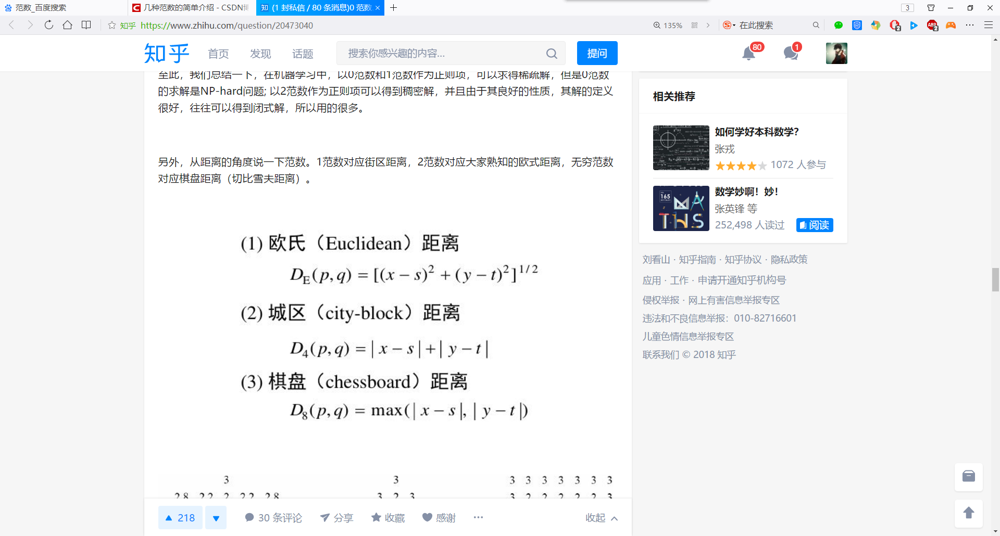 范数_百度搜索
几种范数的简单介绍 - CSDN博
(1 封私信 / 80 条消息)0 范数
3
知乎 https://www.zhihu.com/question/20473040
135%
在此搜索
2
2
知乎
首页
发现
话题
搜索你感兴趣的内容...
提问
80
1
至此，我们总结一下，在机器学习中，以0范数和1范数作为正则项，可以求得稀疏解，但是0范数
的求解是NP-hard问题; 以2范数作为正则项可以得到稠密解，并且由于其良好的性质，其解的定义
很好，往往可以得到闭式解，所以用的很多。
另外，从距离的角度说一下范数。1范数对应街区距离，2范数对应大家熟知的欧式距离，无穷范数
对应棋盘距离（切比雪夫距离）。
(1) 欧氏（Euclidean）距离
D_E(p,q) = [(x − s)² + (y − t)²]^{1/2}
(2) 城区（city-block）距离
D₄(p,q) = | x − s | + | y − t |
(3) 棋盘（chessboard）距离
D₈(p,q) = max(| x − s |, | y − t |)
3 3 3 3 3 3 3 3 3
2.8 2.2 2 2.2 2.8 3 2 3 3 2 2 2 2 2 3
218
30 条评论
分享
收藏
感谢
收起
相关推荐
如何学好本科数学？
张戎
1072 人参与
165
MATHS
数学妙啊！妙！
张英锋 等
252,498 人读过
阅读
刘看山 · 知乎指南 · 知乎协议 · 隐私政策
应用 · 工作 · 申请开通知乎机构号
侵权举报 · 网上有害信息举报专区
违法和不良信息举报：010-82716601
儿童色情信息举报专区
联系我们 © 2018 知乎